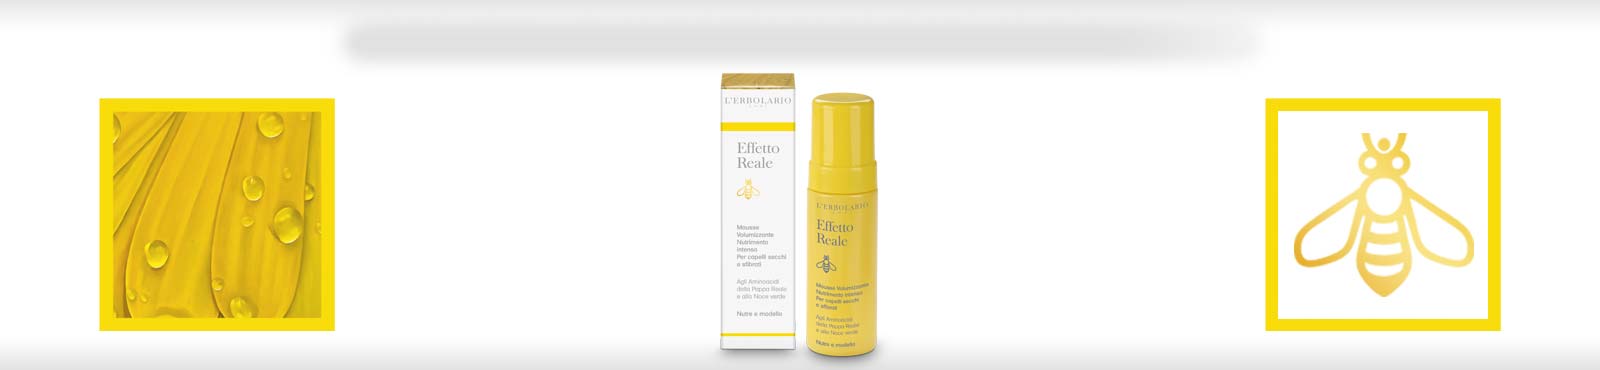 L'ERBOLARIO
LODI
Effetto
Reale
Mousse
Volumizzante
Nutrimento
intenso
Per capelli secchi
e sfibrati
Agli Aminoacidi
della Pappa Reale
e alla Noce verde
Nutre e modella
L'ERBOLARIO
Effetto
Reale
Mousse Volumizzante
Nutrimento intenso
Per capelli secchi
e sfibrati
Agli Aminoacidi
della Pappa Reale
e alla Noce verde
Nutre e modella